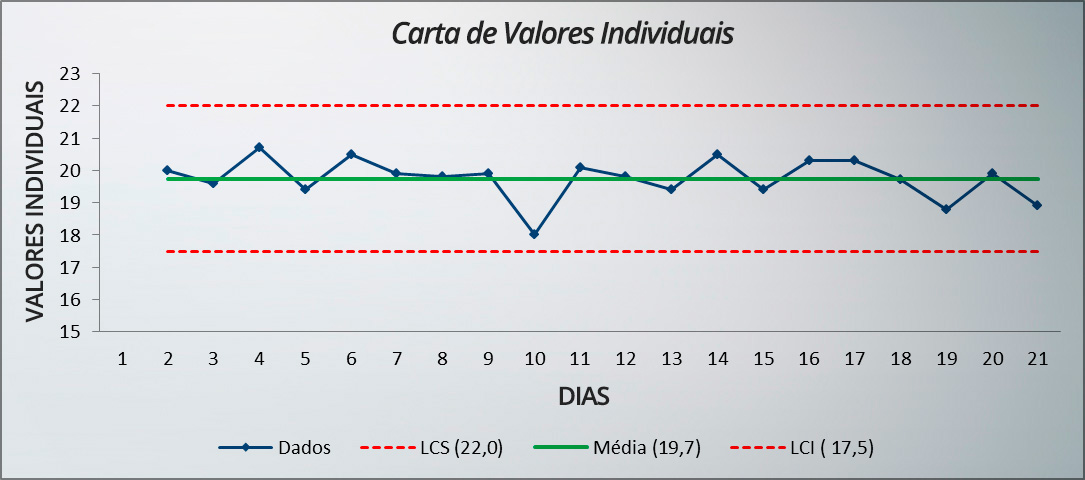 Carta de Valores Individuais
VALORES INDIVIDUAIS
23
22
21
20
19
18
17
16
15
1 2 3 4 5 6 7 8 9 10 11 12 13 14 15 16 17 18 19 20 21
DIAS
Dados LCS (22,0) Média (19,7) LCI ( 17,5)